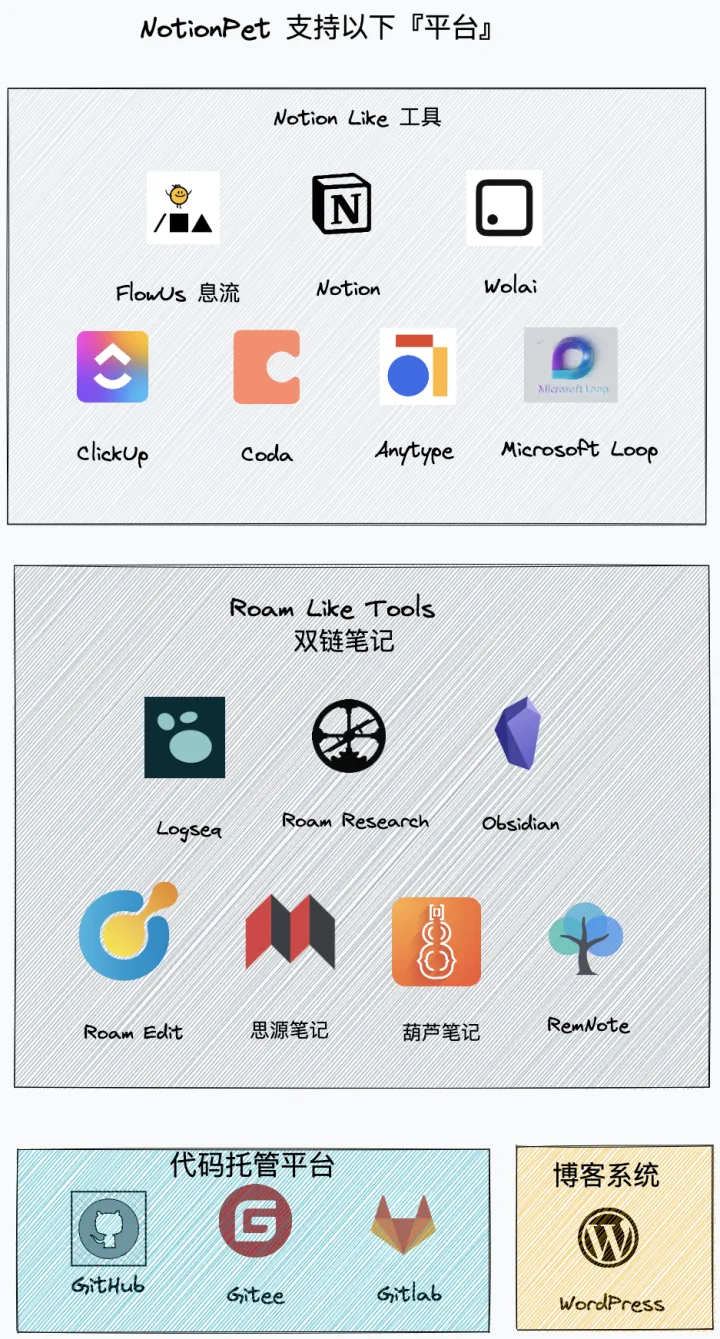 NotionPet 支持以下『平台』
Notion Like 工具
N
FlowUs 息流
Notion
Wolai
Microsoft Loop
ClickUp
Coda
Anytype
Microsoft Loop
Roam Like Tools
双链笔记
Logseq
Roam Research
Obsidian
Roam Edit
思源笔记
葫芦笔记
RemNote
代码托管平台
G
W
GitHub
Gitee
Gitlab
博客系统
WordPress